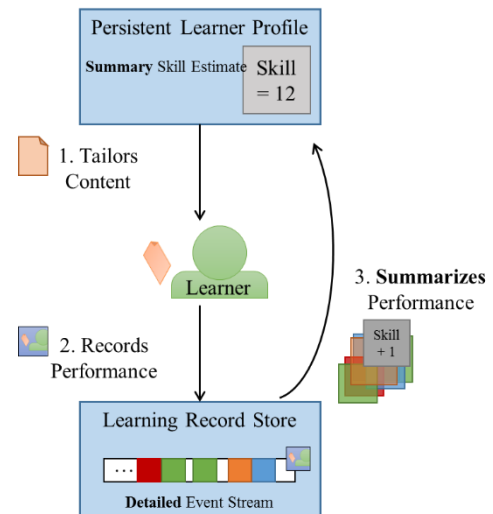 Persistent Learner Profile
Summary Skill Estimate
Skill
= 12
1. Tailors
Content
Learner
2. Records
Performance
3. Summarizes
Performance
Skill
+ 1
Learning Record Store
...
Detailed Event Stream